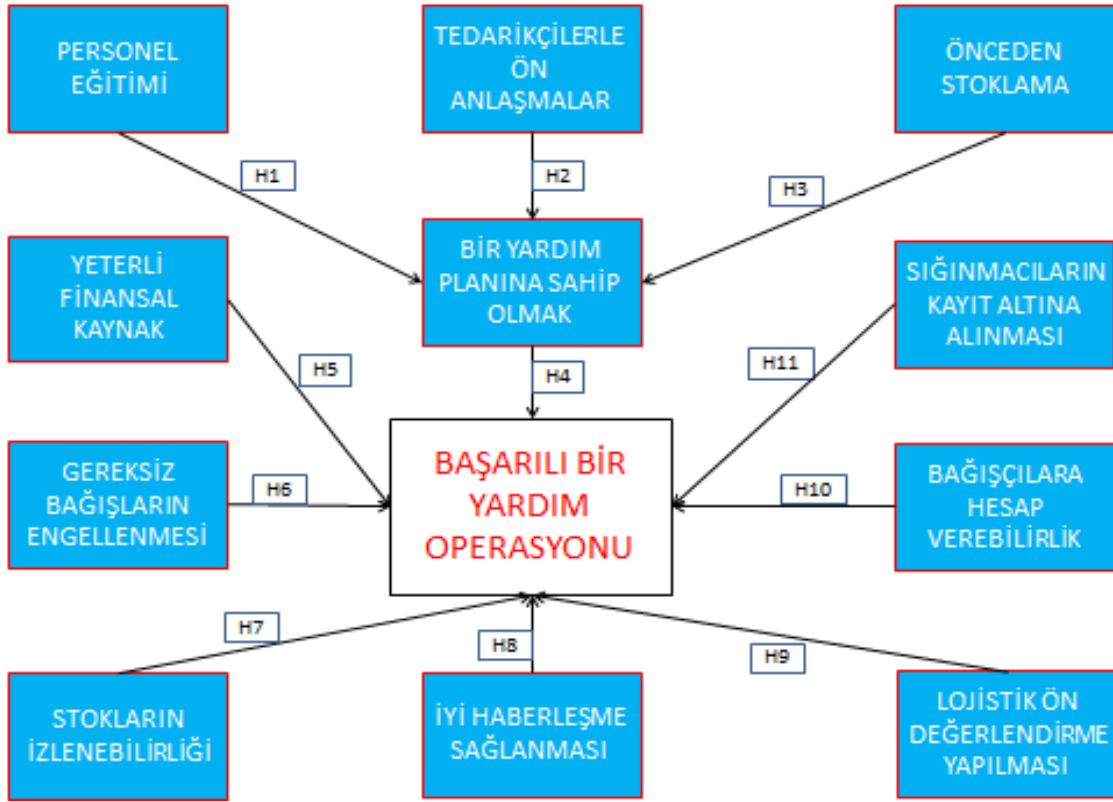 PERSONEL
EĞİTİMİ
TEDARİKÇİLERLE
ÖN
ANLAŞMALAR
ÖNCEDEN
STOKLAMA
H1
H2
H3
YETERLİ
FİNANSAL
KAYNAK
BİR YARDIM
PLANINA SAHİP
OLMAK
SIĞINMACILARIN
KAYIT ALTINA
ALINMASI
H5
H4
H11
GEREKSİZ
BAĞIŞLARIN
ENGELLENMESİ
H6
BAŞARILI BİR
YARDIM
OPERASYONU
H10
BAĞIŞÇILARA
HESAP
VEREBİLİRLİK
H7
H8
H9
STOKLARIN
İZLENEBİLİRLİĞİ
İYİ HABERLEŞME
SAĞLANMASI
LOJİSTİK ÖN
DEĞERLENDİRME
YAPILMASI